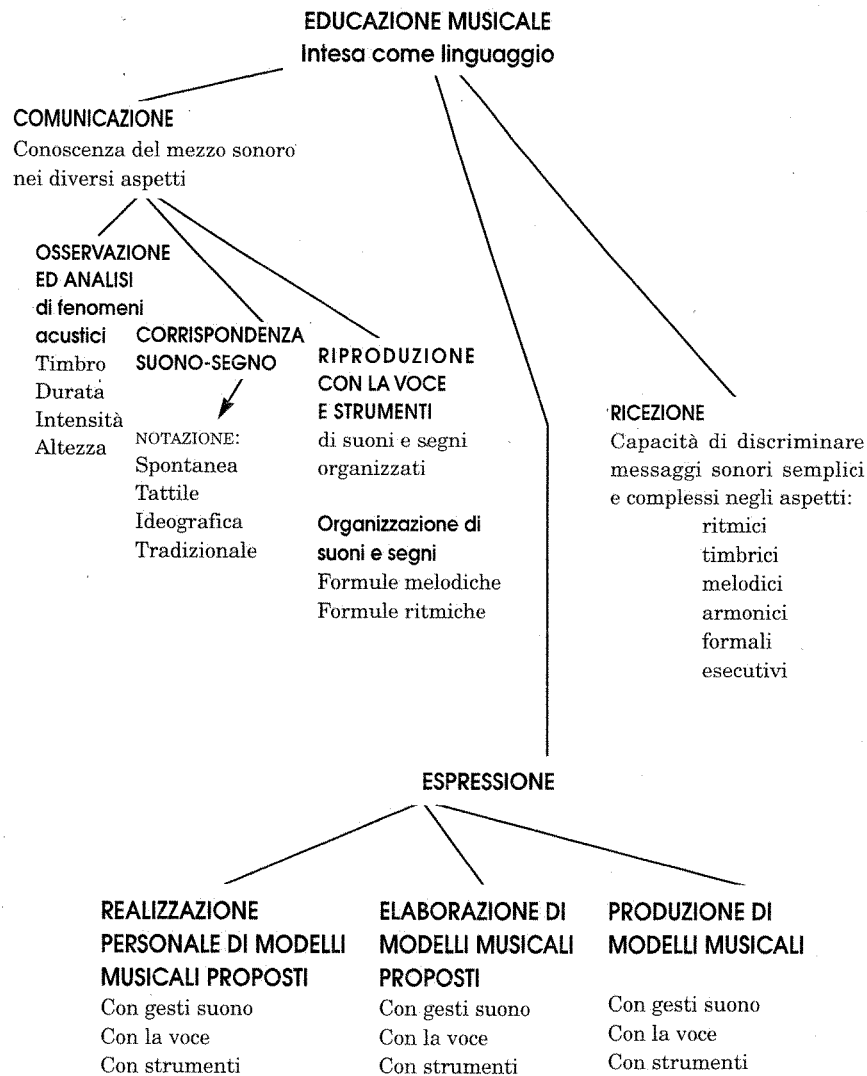 EDUCAZIONE MUSICALE
Intesa come linguaggio
COMUNICAZIONE
Conoscenza del mezzo sonoro
nei diversi aspetti
OSSERVAZIONE
ED ANALISI
di fenomeni
acustici
Timbro
Durata
Intensità
Altezza
CORRISPONDENZA
SUONO-SEGNO
NOTAZIONE:
Spontanea
Tattile
Ideografica
Tradizionale
RIPRODUZIONE
CON LA VOCE
E STRUMENTI
di suoni e segni
organizzati
Organizzazione di
suoni e segni
Formule melodiche
Formule ritmiche
RICEZIONE
Capacità di discriminare
messaggi sonori semplici
e complessi negli aspetti:
ritmici
timbrici
melodici
armonici
formali
esecutivi
ESPRESSIONE
REALIZZAZIONE
PERSONALE DI MODELLI
MUSICALI PROPOSTI
Con gesti suono
Con la voce
Con strumenti
ELABORAZIONE DI
MODELLI MUSICALI
PROPOSTI
Con gesti suono
Con la voce
Con strumenti
PRODUZIONE DI
MODELLI MUSICALI
Con gesti suono
Con la voce
Con strumenti